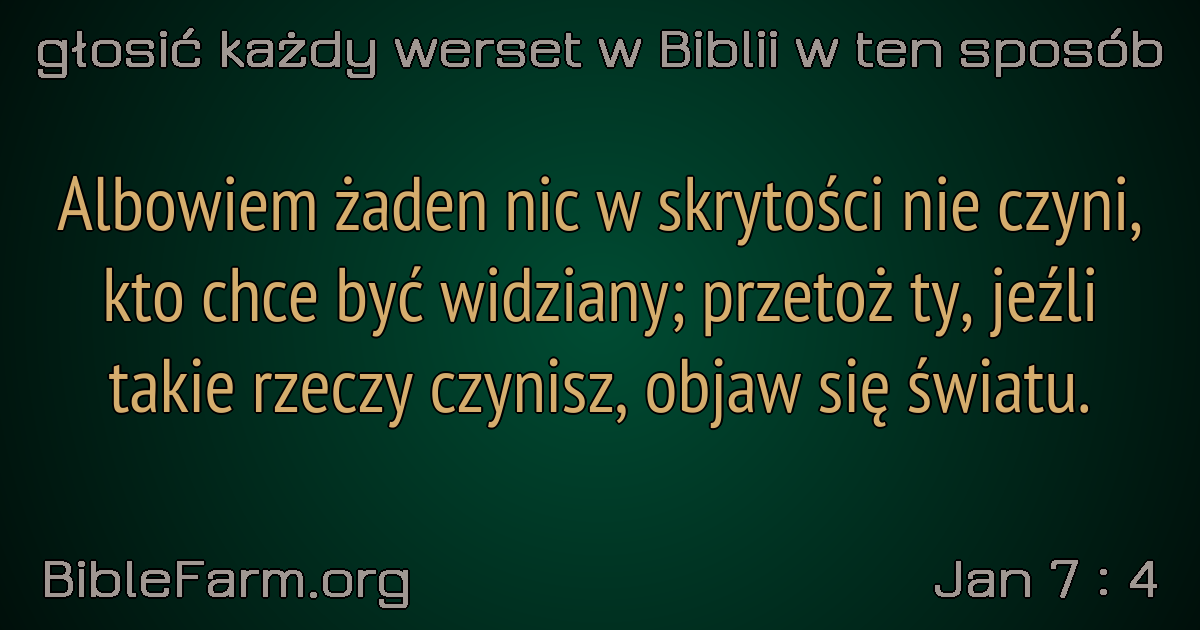 głosić każdy werset w Biblii w ten sposób
Albowiem żaden nic w skrytości nie czyni,
kto chce być widziany; przetoż ty, jeźli
takie rzeczy czynisz, objaw się światu.
BibleFarm.org
Jan 7 : 4